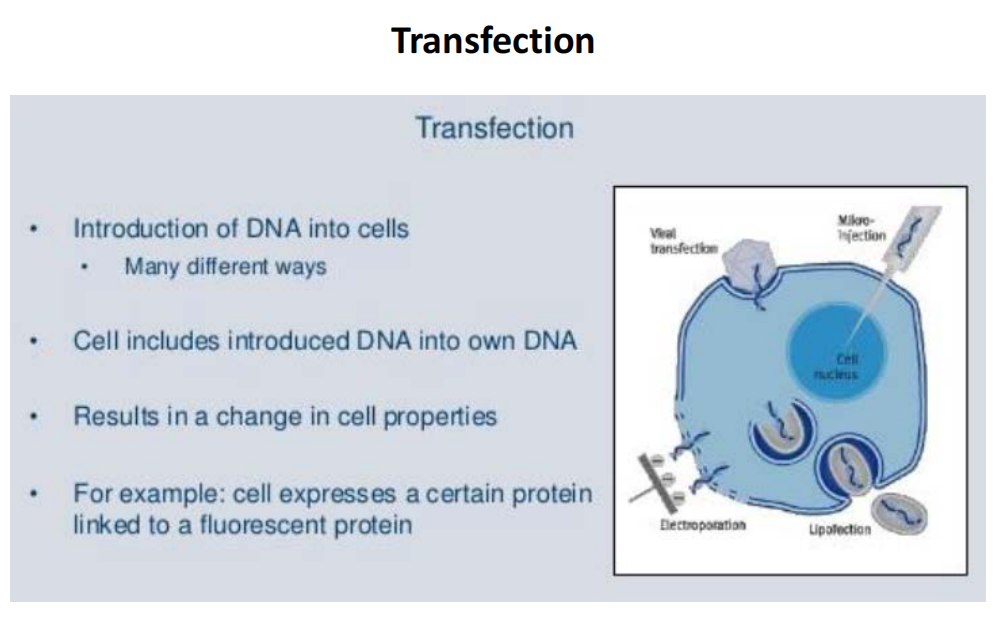 Transfection
Transfection
• Introduction of DNA into cells
• Many different ways
• Cell includes introduced DNA into own DNA
• Results in a change in cell properties
• For example: cell expresses a certain protein
linked to a fluorescent protein
Viral
transfection
Mikro-
Injection
Cell
nucleus
Electroporation
Lipofection